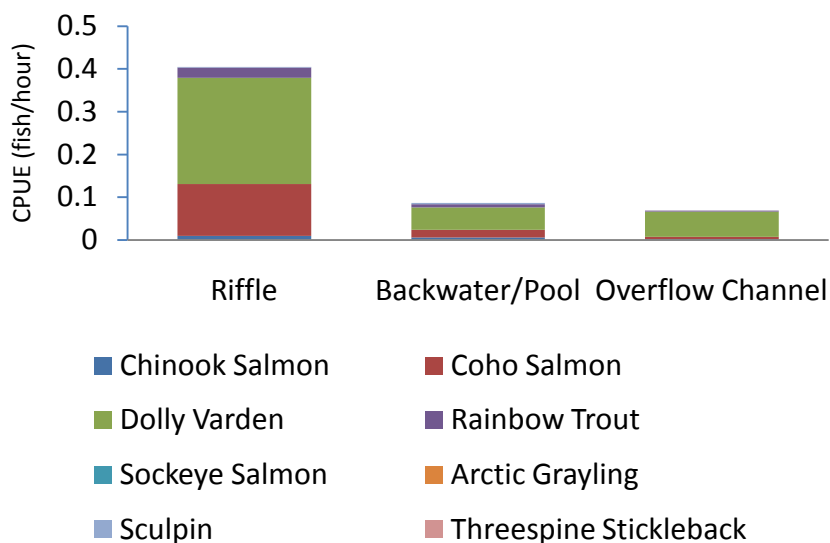 0.5
0.4
0.3
0.2
0.1
0
CPUE (fish/hour)
Riffle Backwater/Pool Overflow Channel
Chinook Salmon Coho Salmon
Dolly Varden Rainbow Trout
Sockeye Salmon Arctic Grayling
Sculpin Threespine Stickleback